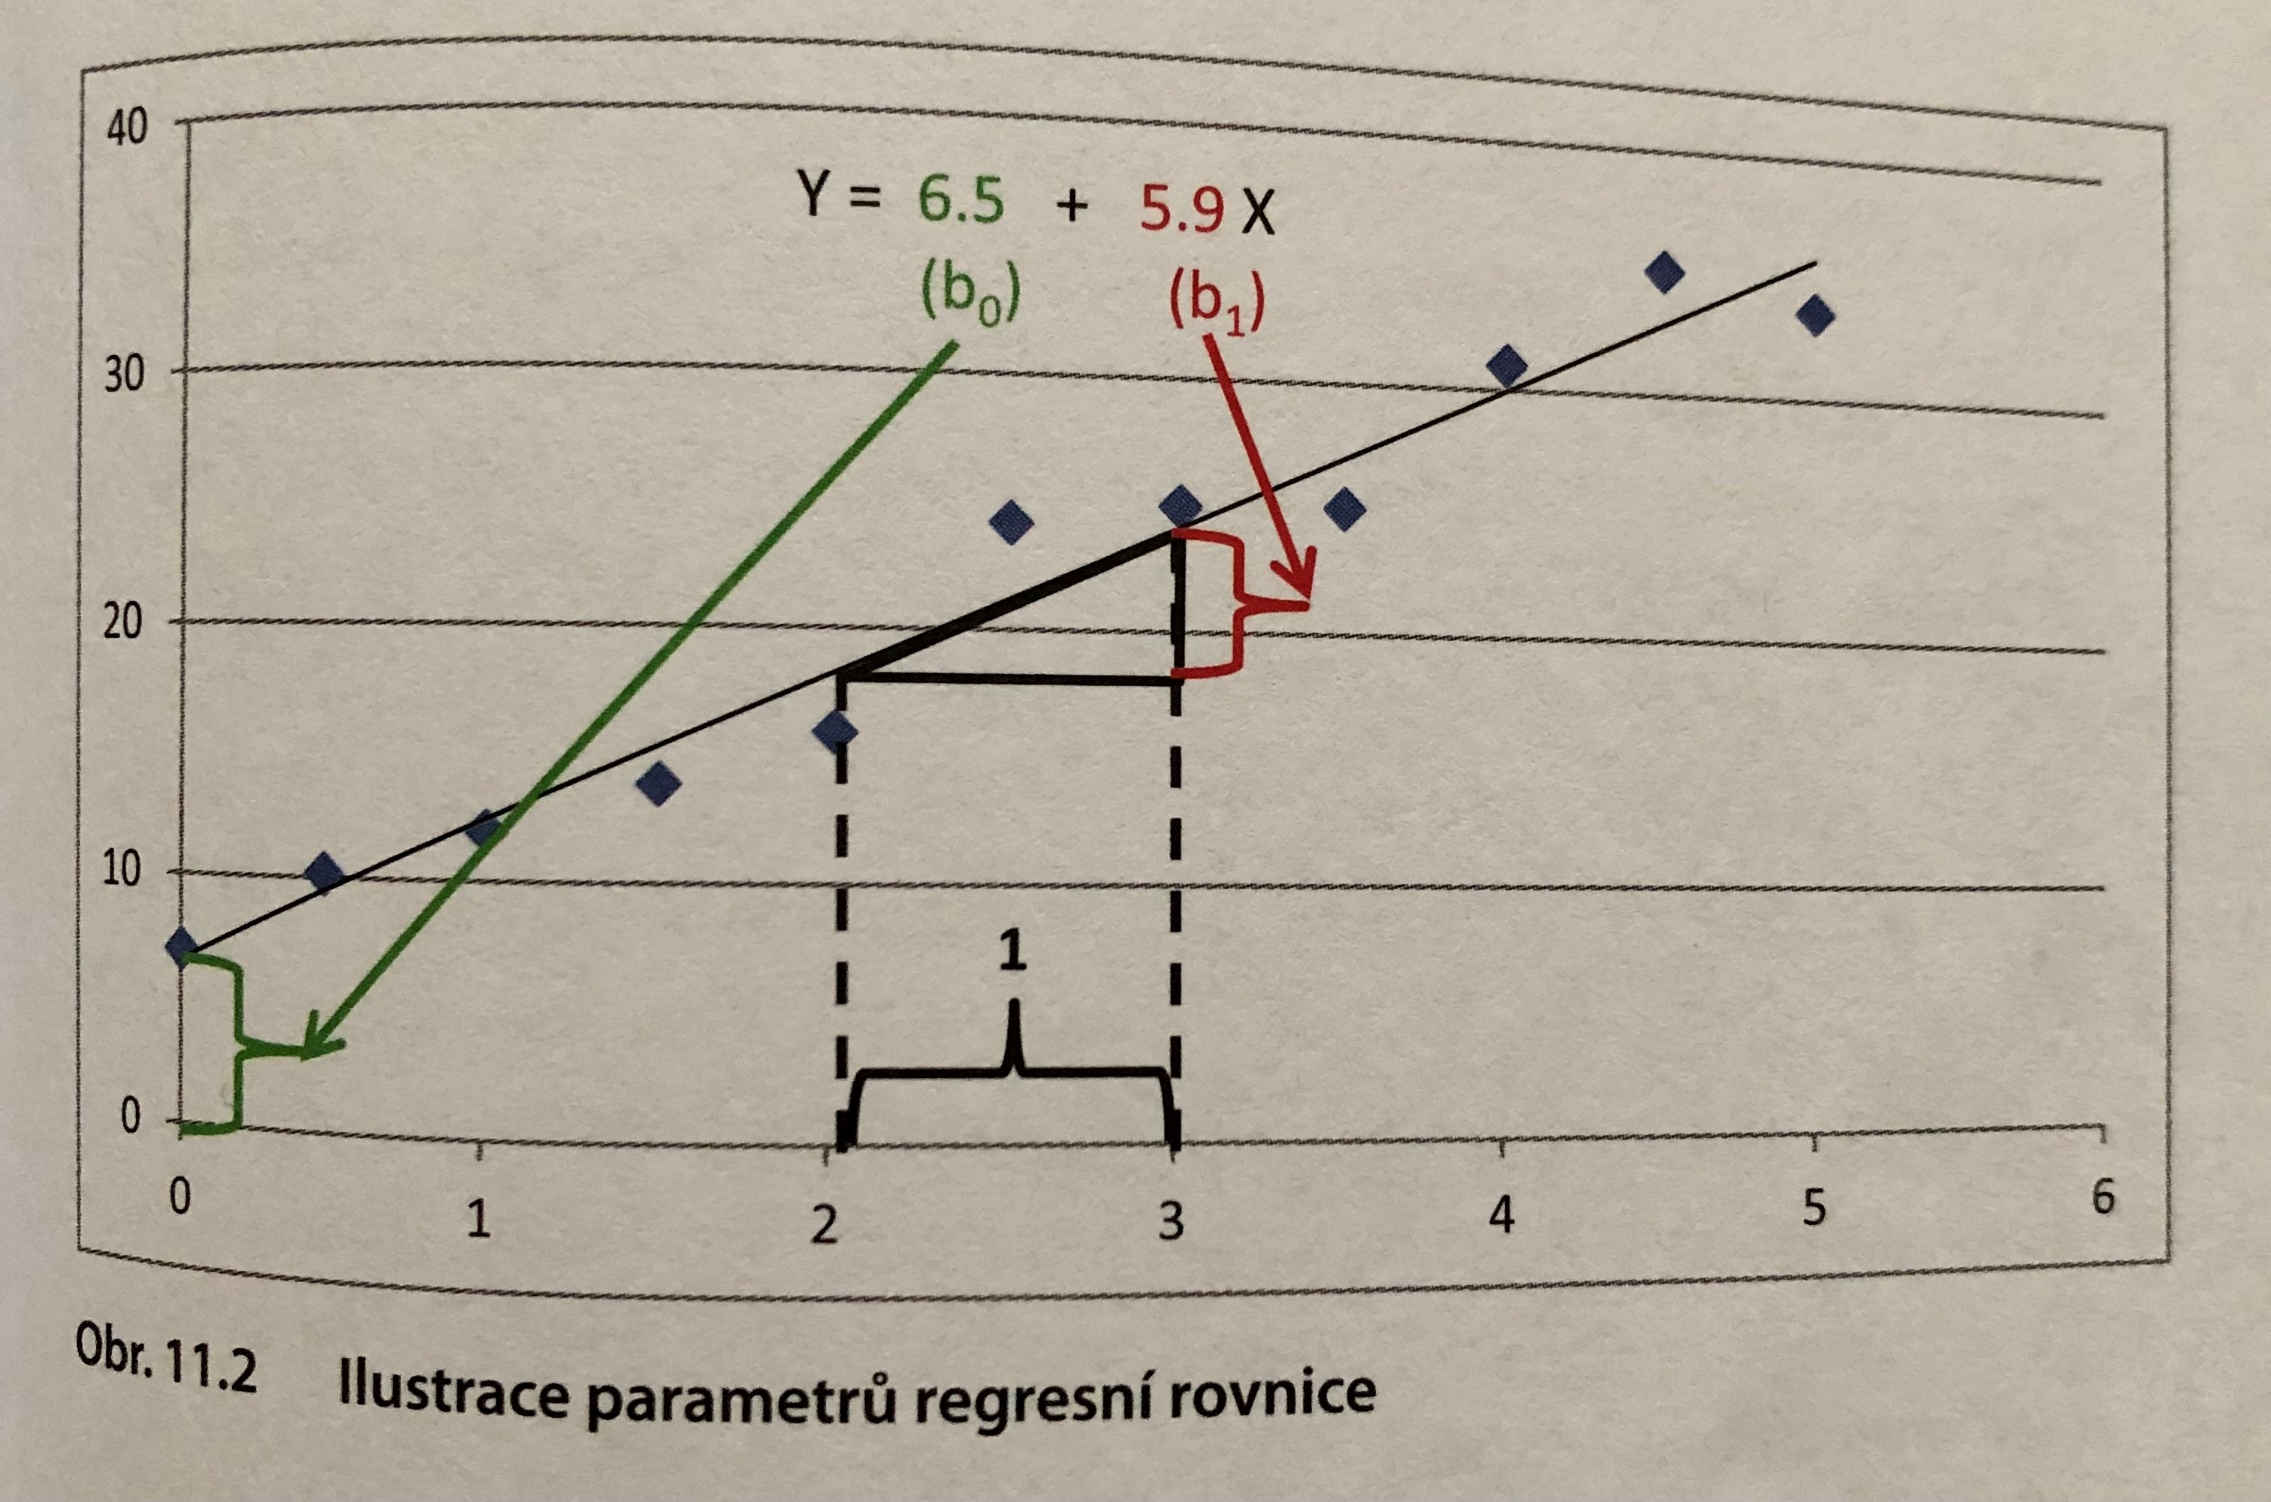 40
Y = 6.5 + 5.9 X
(b₀) (b₁)
30
20
10
1
0
0 1 2 3 4 5 6
Obr. 11.2 Ilustrace parametrů regresní rovnice